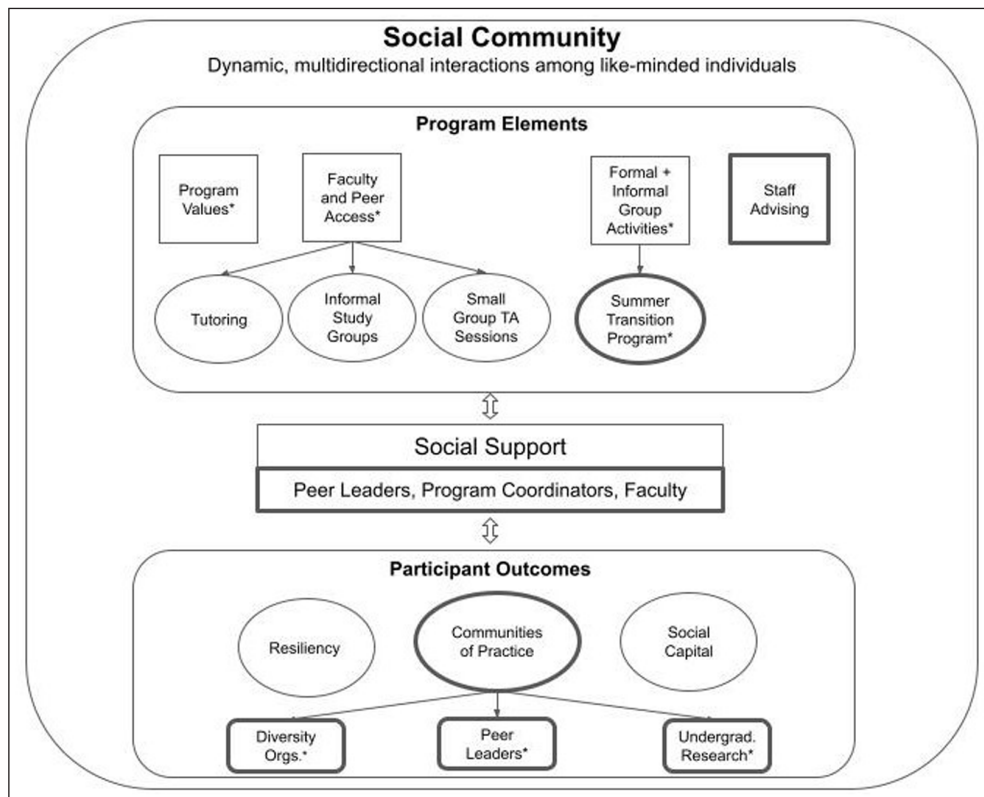 Social Community
Dynamic, multidirectional interactions among like-minded individuals
Program Elements
Program
Values*
Faculty
and Peer
Access*
Formal +
Informal
Group
Activities*
Staff
Advising
Tutoring
Informal
Study
Groups
Small
Group TA
Sessions
Summer
Transition
Program*
Social Support
Peer Leaders, Program Coordinators, Faculty
Participant Outcomes
Resiliency
Communities
of Practice
Social
Capital
Diversity
Orgs.*
Peer
Leaders*
Undergrad.
Research*